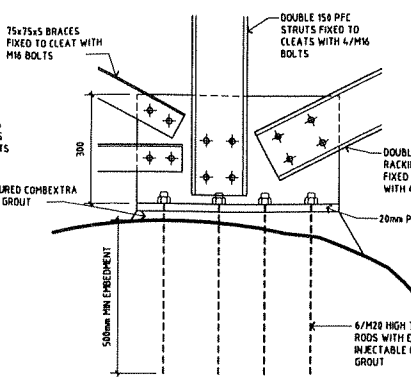 75x75x5 BRACES
FIXED TO CLEAT WITH
M16 BOLTS
DOUBLE 150 PFC
STRUTS FIXED TO
CLEATS WITH 4/M16
BOLTS
300
DOUBL
RACKI
FIXED
WITH 4
URED COMBEXTRA
GROUT
20mm P
500mm MIN EMBEDMENT
6/M20 HIGH
RODS WITH E
INJECTABLE
GROUT